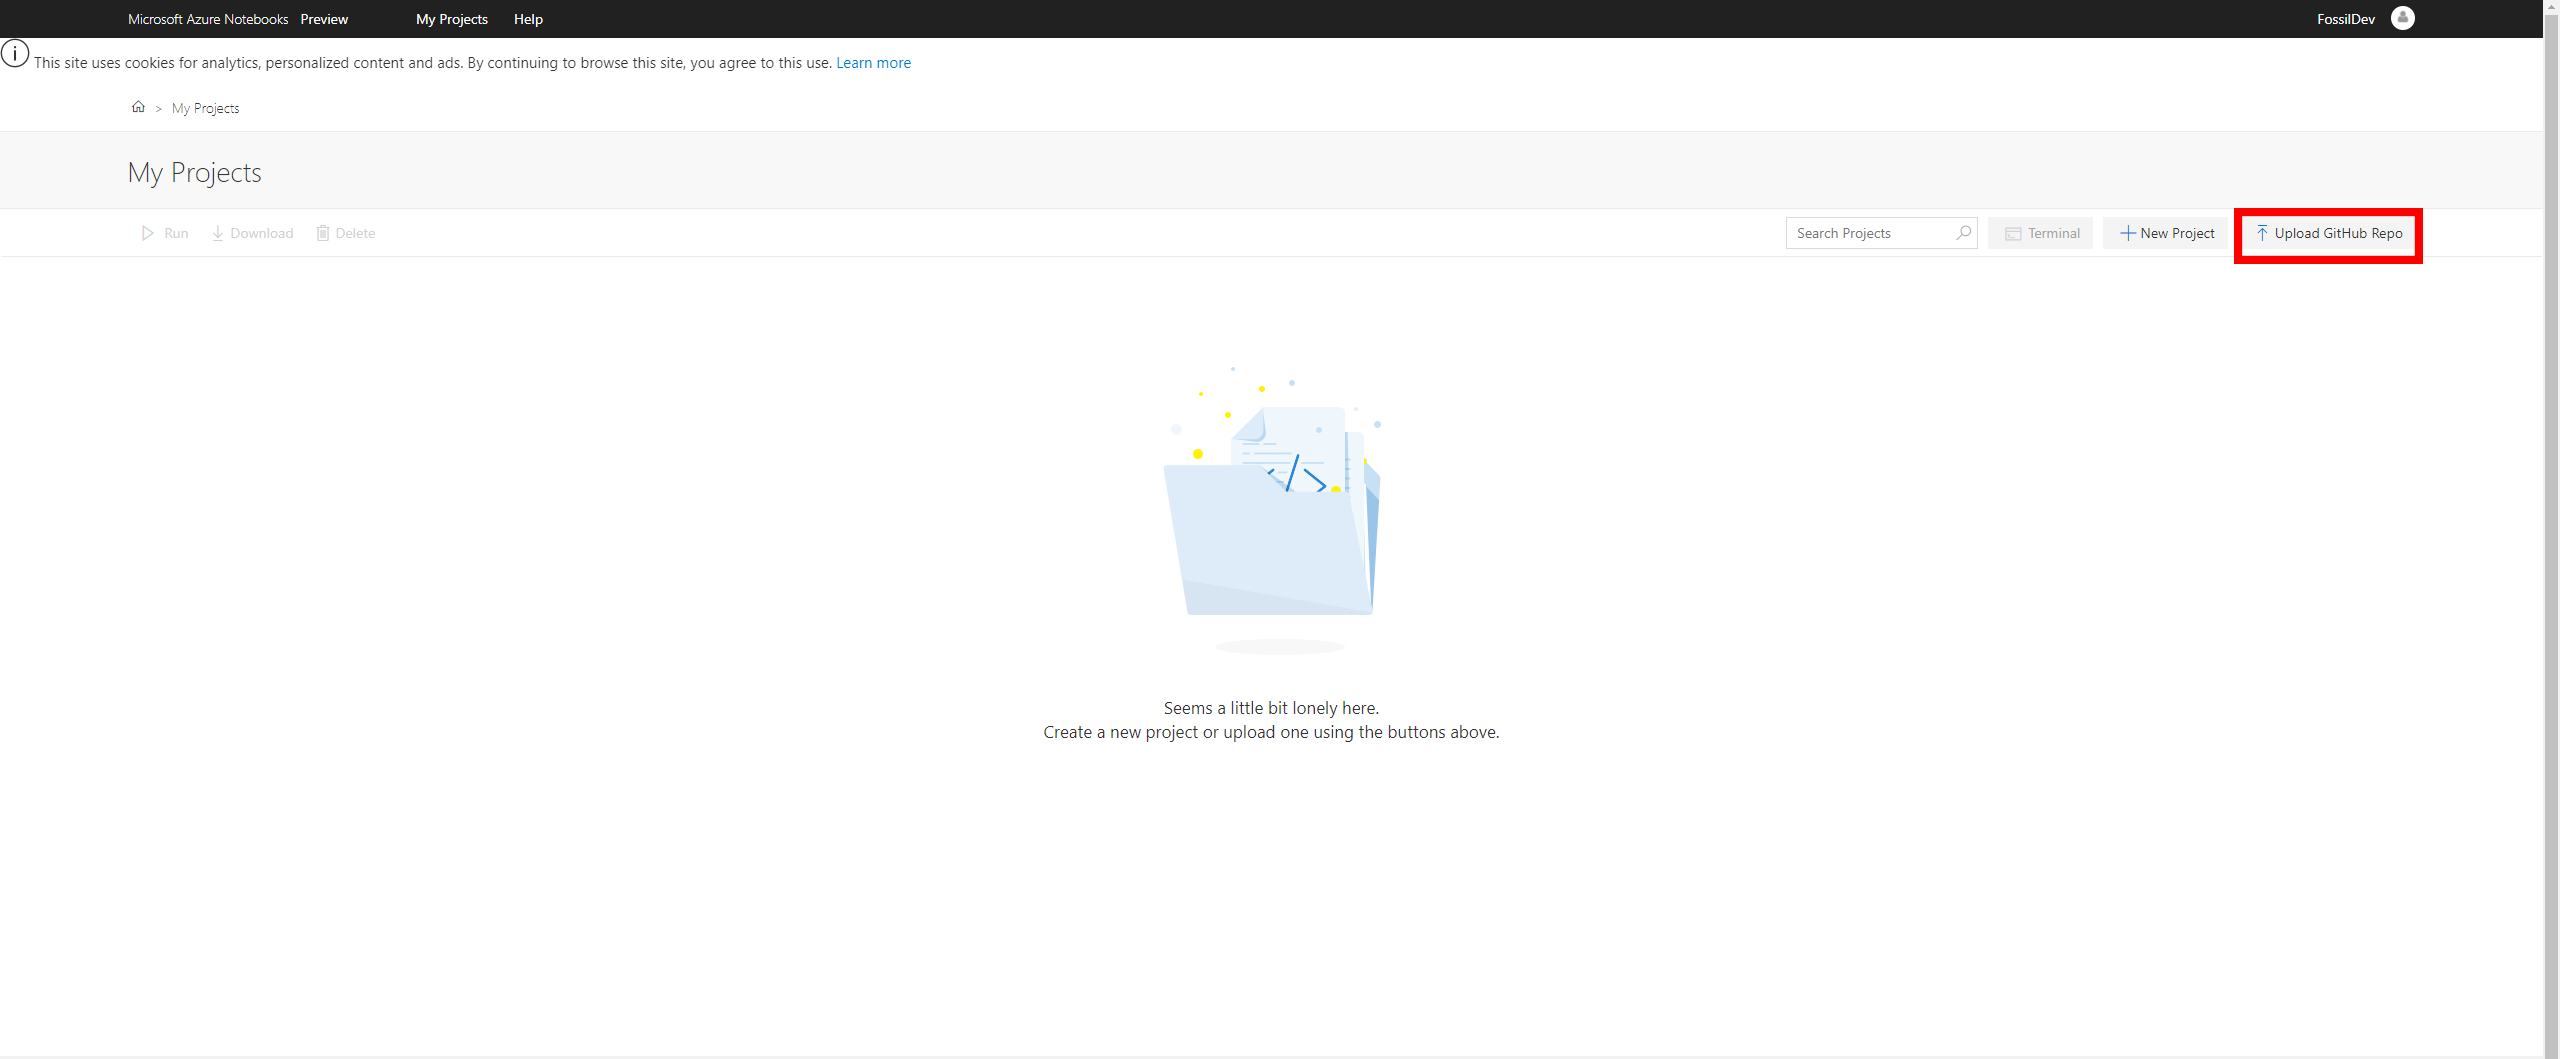 Microsoft Azure Notebooks Preview My Projects Help FossilDev
This site uses cookies for analytics, personalized content and ads. By continuing to browse this site, you agree to this use. Learn more
> My Projects
My Projects
Run Download Delete Search Projects Terminal New Project Upload GitHub Repo
</>
Seems a little bit lonely here.
Create a new project or upload one using the buttons above.